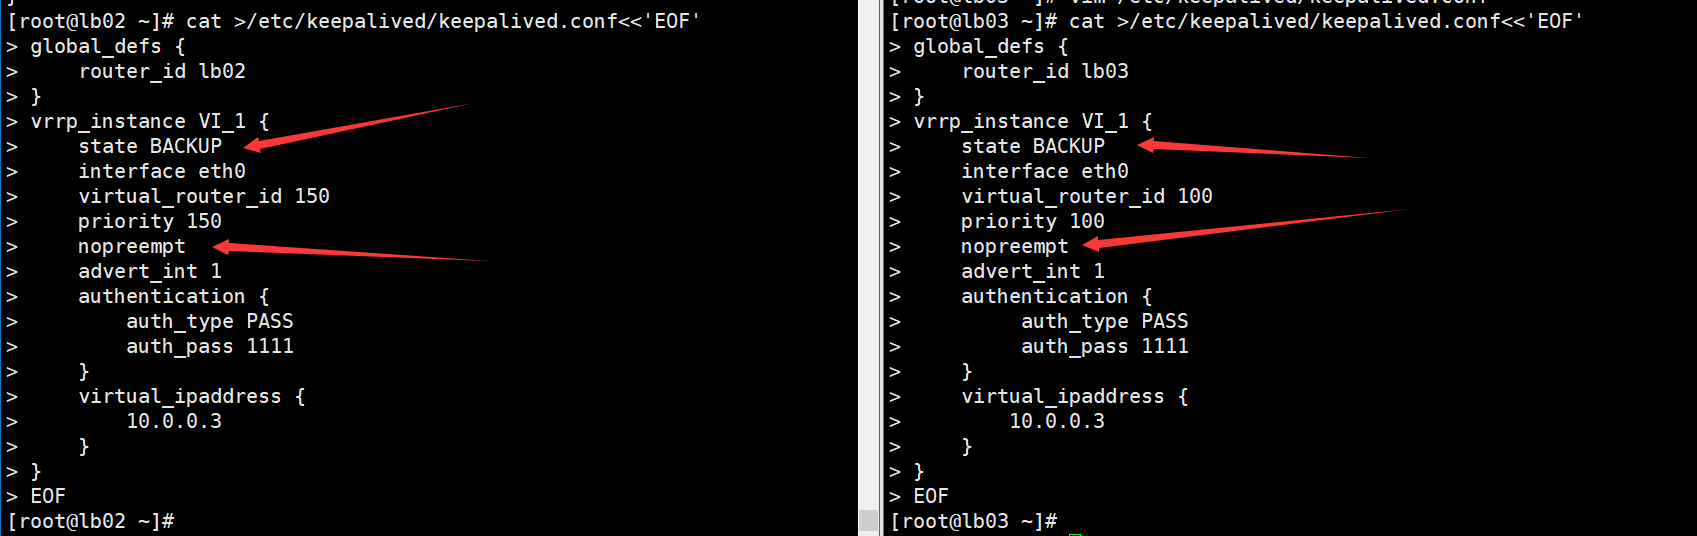 [root@lb02 ~]# cat >/etc/keepalived/keepalived.conf<<'EOF'
> global_defs {
>     router_id lb02
> }
> vrrp_instance VI_1 {
>     state BACKUP
>     interface eth0
>     virtual_router_id 150
>     priority 150
>     nopreempt
>     advert_int 1
>     authentication {
>         auth_type PASS
>         auth_pass 1111
>     }
>     virtual_ipaddress {
>         10.0.0.3
>     }
> }
> EOF
[root@lb02 ~]#
[root@lb03 ~]# cat >/etc/keepalived/keepalived.conf<<'EOF'
> global_defs {
>     router_id lb03
> }
> vrrp_instance VI_1 {
>     state BACKUP
>     interface eth0
>     virtual_router_id 100
>     priority 100
>     nopreempt
>     advert_int 1
>     authentication {
>          auth_type PASS
>          auth_pass 1111
>     }
>     virtual_ipaddress {
>         10.0.0.3
>     }
> }
> EOF
[root@lb03 ~]#